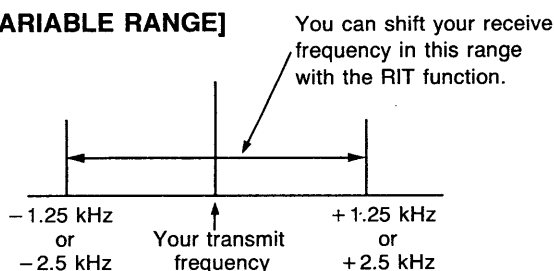 ARIABLE RANGE]
You can shift your receive
frequency in this range
with the RIT function.
−1.25 kHz
or
−2.5 kHz
Your transmit
frequency
+1.25 kHz
or
+2.5 kHz